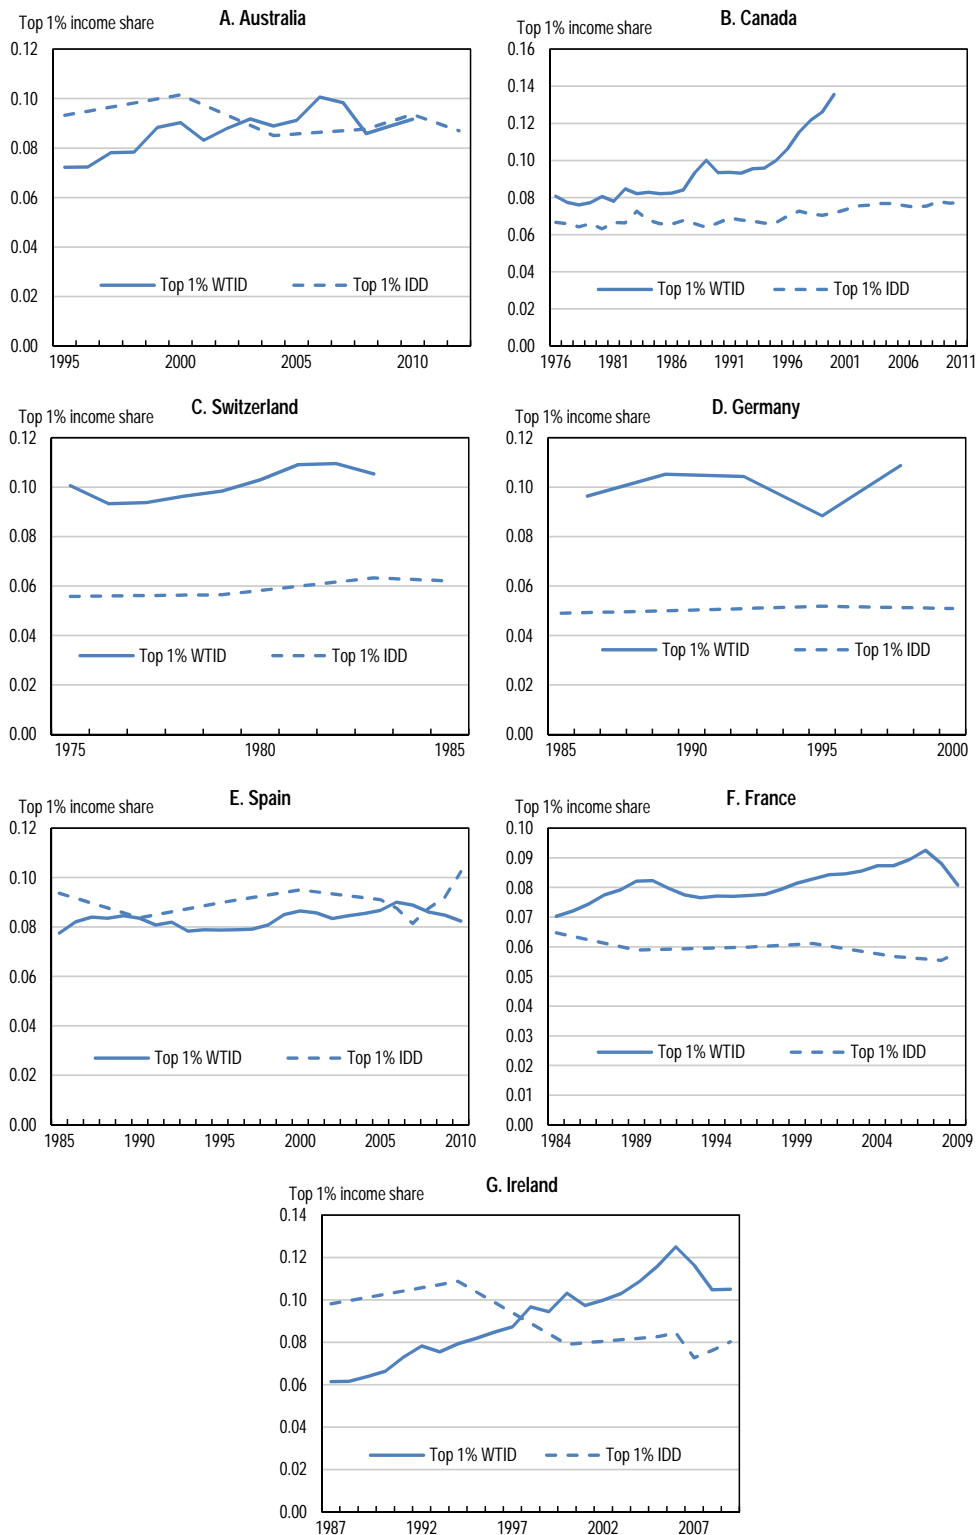 A. Australia
Top 1% income share
0.12
0.10
0.08
0.06
0.04
0.02
0.00
Top 1% WTID
Top 1% IDD
1995 2000 2005 2010
B. Canada
Top 1% income share
0.16
0.14
0.12
0.10
0.08
0.06
0.04
0.02
0.00
Top 1% WTID
Top 1% IDD
1976 1981 1986 1991 1996 2001 2006 2011
C. Switzerland
Top 1% income share
0.12
0.10
0.08
0.06
0.04
0.02
0.00
Top 1% WTID
Top 1% IDD
1975 1980 1985
D. Germany
Top 1% income share
0.12
0.10
0.08
0.06
0.04
0.02
0.00
Top 1% WTID
Top 1% IDD
1985 1990 1995 2000
E. Spain
Top 1% income share
0.12
0.10
0.08
0.06
0.04
0.02
0.00
Top 1% WTID
Top 1% IDD
1985 1990 1995 2000 2005 2010
F. France
Top 1% income share
0.10
0.09
0.08
0.07
0.06
0.05
0.04
0.03
0.02
0.01
0.00
Top 1% WTID
Top 1% IDD
1984 1989 1994 1999 2004 2009
G. Ireland
Top 1% income share
0.14
0.12
0.10
0.08
0.06
0.04
0.02
0.00
Top 1% WTID
Top 1% IDD
1987 1992 1997 2002 2007